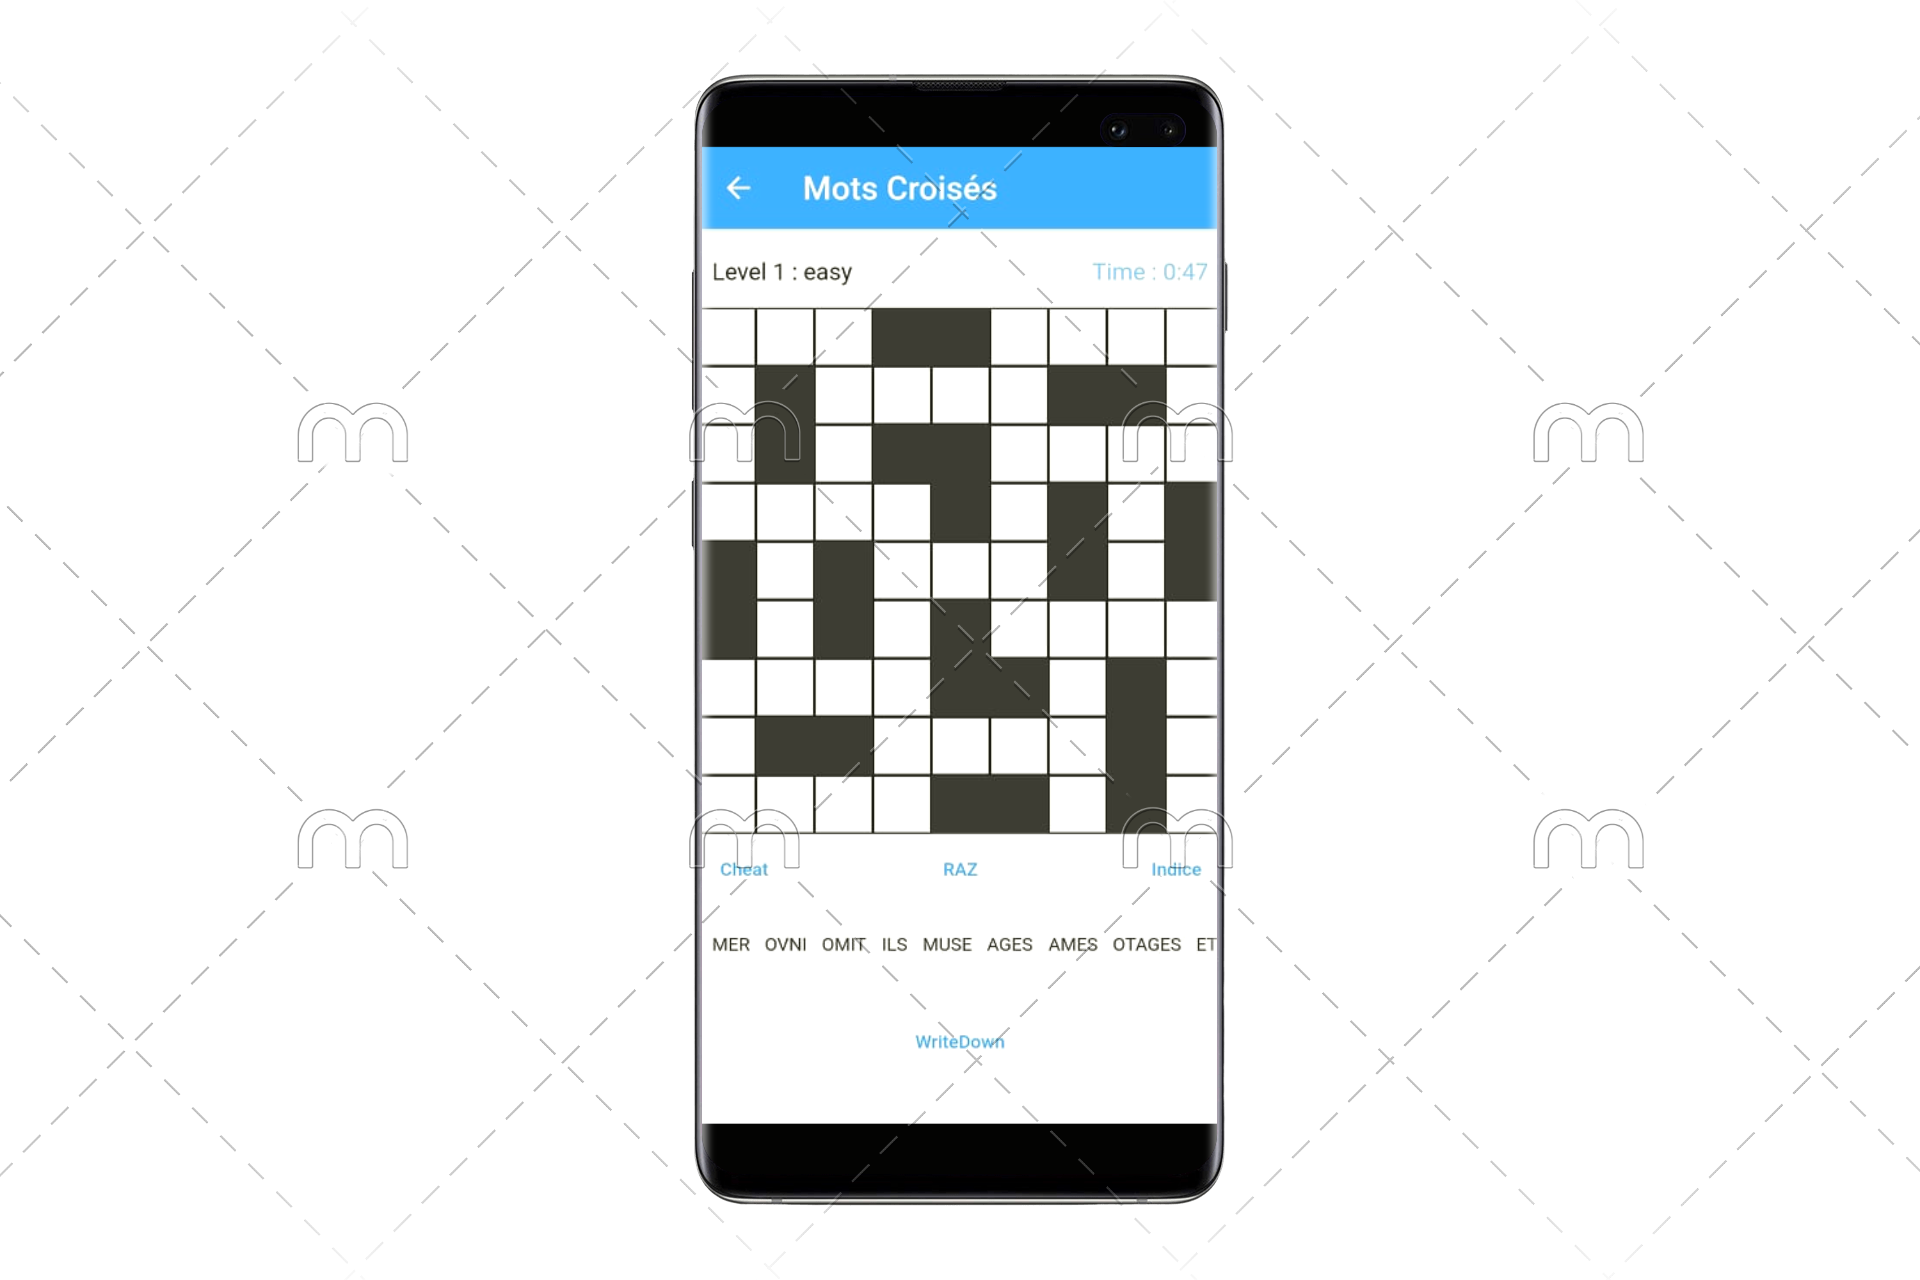 Mots Croisés
Level 1 : easy
Time : 0:47
Cheat
RAZ
Indice
MER OVNI OMIT ILS MUSE AGES AMES OTAGES ET
WriteDown